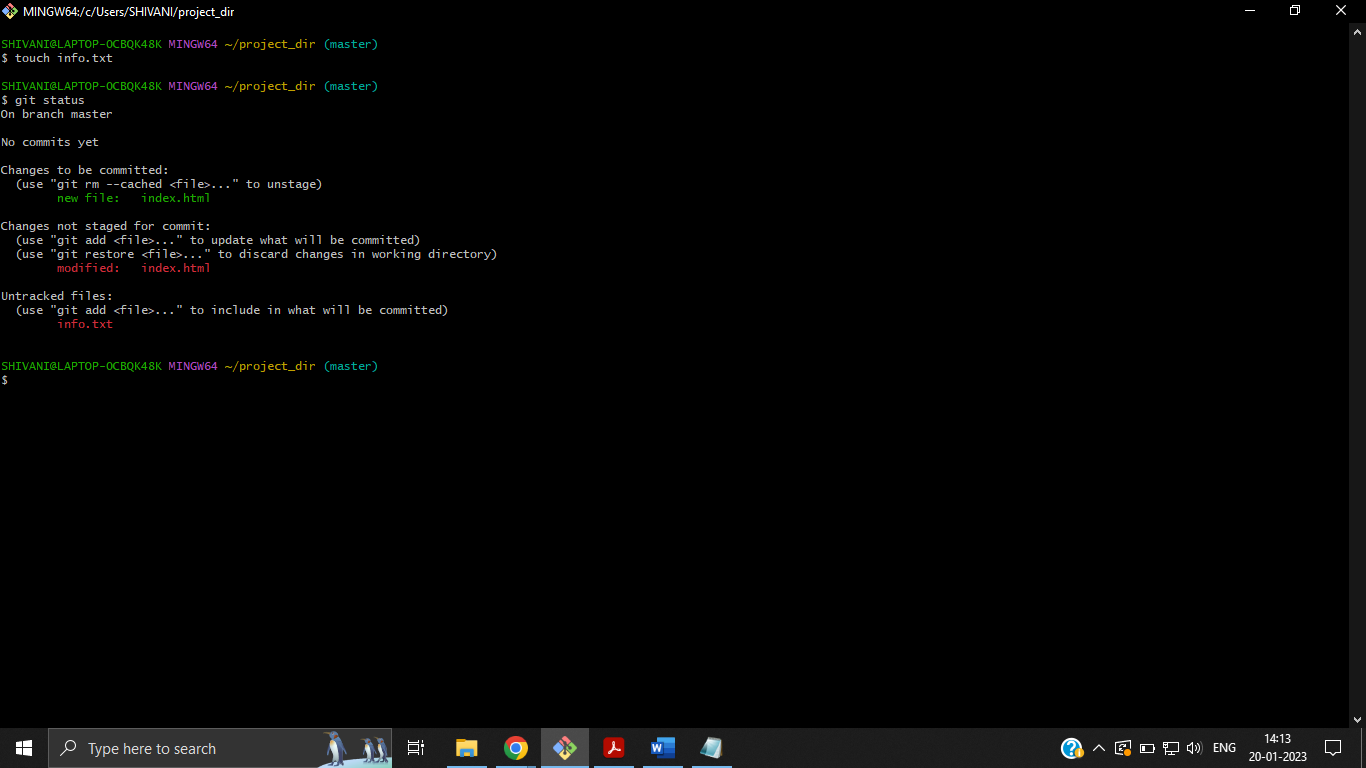 MINGW64:/c/Users/SHIVANI/project_dir
SHIVANI@LAPTOP-OCBQK48K MINGW64 ~/project_dir (master)
$ touch info.txt
SHIVANI@LAPTOP-OCBQK48K MINGW64 ~/project_dir (master)
$ git status
On branch master
No commits yet
Changes to be committed:
  (use "git rm --cached <file>..." to unstage)
        new file:   index.html
Changes not staged for commit:
  (use "git add <file>..." to update what will be committed)
  (use "git restore <file>..." to discard changes in working directory)
        modified:   index.html
Untracked files:
  (use "git add <file>..." to include in what will be committed)
        info.txt
SHIVANI@LAPTOP-OCBQK48K MINGW64 ~/project_dir (master)
$
Type here to search
ENG
14:13
20-01-2023